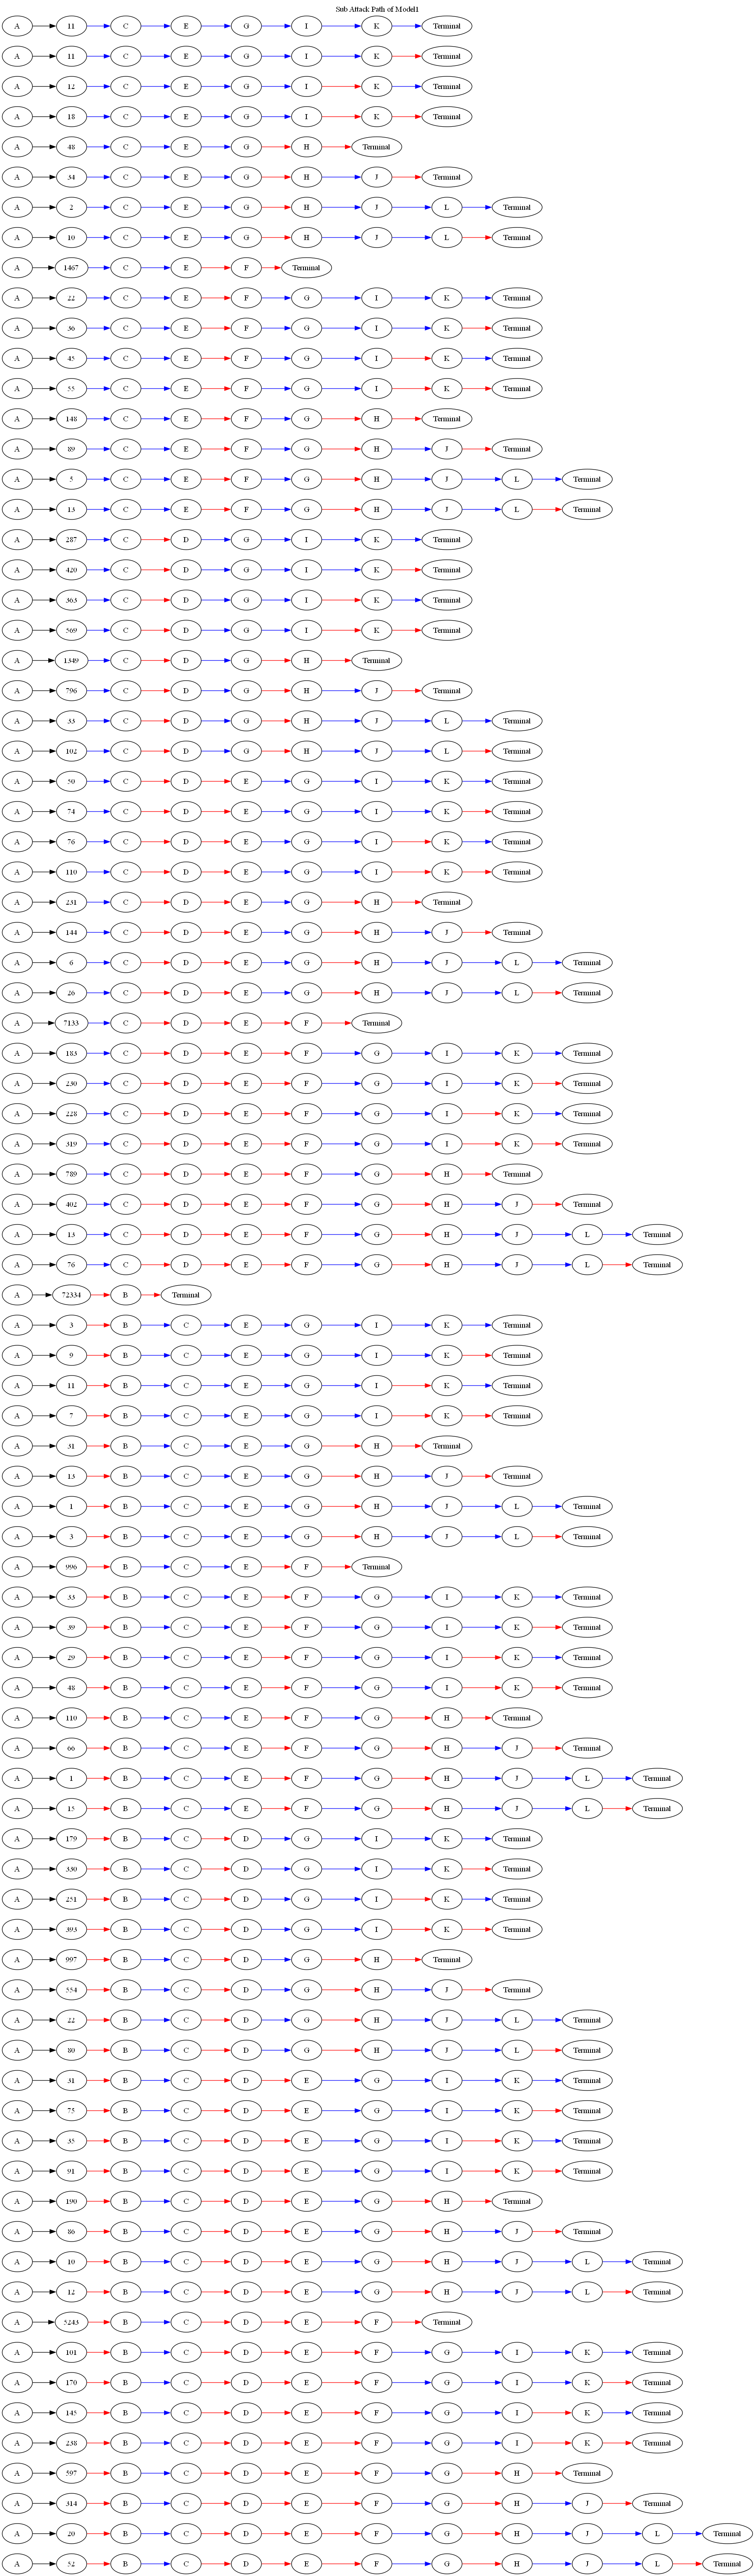 Sub Attack Path of Model1
A 11 C E G I K Terminal
A 11 C E G I K Terminal
A 12 C E G I K Terminal
A 18 C E G I K Terminal
A 48 C E G H Terminal
A 34 C E G H J Terminal
A 2 C E G H J L Terminal
A 10 C E G H J L Terminal
A 1467 C E F Terminal
A 22 C E F G I K Terminal
A 36 C E F G I K Terminal
A 45 C E F G I K Terminal
A 55 C E F G I K Terminal
A 148 C E F G H Terminal
A 89 C E F G H J Terminal
A 5 C E F G H J L Terminal
A 13 C E F G H J L Terminal
A 287 C D G I K Terminal
A 420 C D G I K Terminal
A 363 C D G I K Terminal
A 569 C D G I K Terminal
A 1349 C D G H Terminal
A 796 C D G H J Terminal
A 33 C D G H J L Terminal
A 102 C D G H J L Terminal
A 50 C D E G I K Terminal
A 74 C D E G I K Terminal
A 76 C D E G I K Terminal
A 110 C D E G I K Terminal
A 231 C D E G H Terminal
A 144 C D E G H J Terminal
A 6 C D E G H J L Terminal
A 26 C D E G H J L Terminal
A 7133 C D E F Terminal
A 183 C D E F G I K Terminal
A 230 C D E F G I K Terminal
A 228 C D E F G I K Terminal
A 319 C D E F G I K Terminal
A 789 C D E F G H Terminal
A 402 C D E F G H J Terminal
A 13 C D E F G H J L Terminal
A 76 C D E F G H J L Terminal
A 72334 B Terminal
A 3 B C E G I K Terminal
A 9 B C E G I K Terminal
A 11 B C E G I K Terminal
A 7 B C E G I K Terminal
A 31 B C E G H Terminal
A 13 B C E G H J Terminal
A 1 B C E G H J L Terminal
A 3 B C E G H J L Terminal
A 996 B C E F Terminal
A 33 B C E F G I K Terminal
A 39 B C E F G I K Terminal
A 29 B C E F G I K Terminal
A 48 B C E F G I K Terminal
A 110 B C E F G H Terminal
A 66 B C E F G H J Terminal
A 1 B C E F G H J L Terminal
A 15 B C E F G H J L Terminal
A 179 B C D G I K Terminal
A 330 B C D G I K Terminal
A 251 B C D G I K Terminal
A 393 B C D G I K Terminal
A 997 B C D G H Terminal
A 554 B C D G H J Terminal
A 22 B C D G H J L Terminal
A 80 B C D G H J L Terminal
A 31 B C D E G I K Terminal
A 75 B C D E G I K Terminal
A 35 B C D E G I K Terminal
A 91 B C D E G I K Terminal
A 190 B C D E G H Terminal
A 86 B C D E G H J Terminal
A 10 B C D E G H J L Terminal
A 12 B C D E G H J L Terminal
A 5243 B C D E F Terminal
A 101 B C D E F G I K Terminal
A 170 B C D E F G I K Terminal
A 145 B C D E F G I K Terminal
A 238 B C D E F G I K Terminal
A 597 B C D E F G H Terminal
A 314 B C D E F G H J Terminal
A 20 B C D E F G H J L Terminal
A 52 B C D E F G H J L Terminal